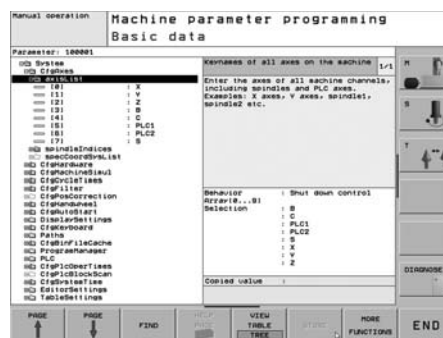 Manual operation
Machine parameter programming
Basic data
Parameter: 100001
System
CfgAxes
axisList
[0] : X
[1] : Y
[2] : Z
[3] : B
[4] : C
[5] : PLC1
[6] : PLC2
[7] : S
spindleIndices
specCoordSysList
CfgHardware
CfgMachineSimul
CfgCycleTimes
CfgFilter
CfgPosCorrection
CfgHandwheel
CfgAutoStart
DisplaySettings
CfgKeyboard
Paths
CfgBinFileCache
ProgramManager
PLC
CfgPlcOperTimes
CfgPlcBlockScan
CfgSystemTime
EditorSettings
TableSettings
Keynames of all axes on the machine
1/1
Enter the axes of all machine channels,
including spindles and PLC axes.
Examples: X axes, Y axes, spindle1,
spindle2 etc.
Behavior : Shut down control
Array[0...9]
Selection : B
: C
: PLC1
: PLC2
: S
: X
: Y
: Z
Copied value :
M
S
T
DIAGNOSE
PAGE
PAGE
FIND
HELP
PAGE
VIEW
TABLE
TREE
STORE
MORE
FUNCTIONS
END